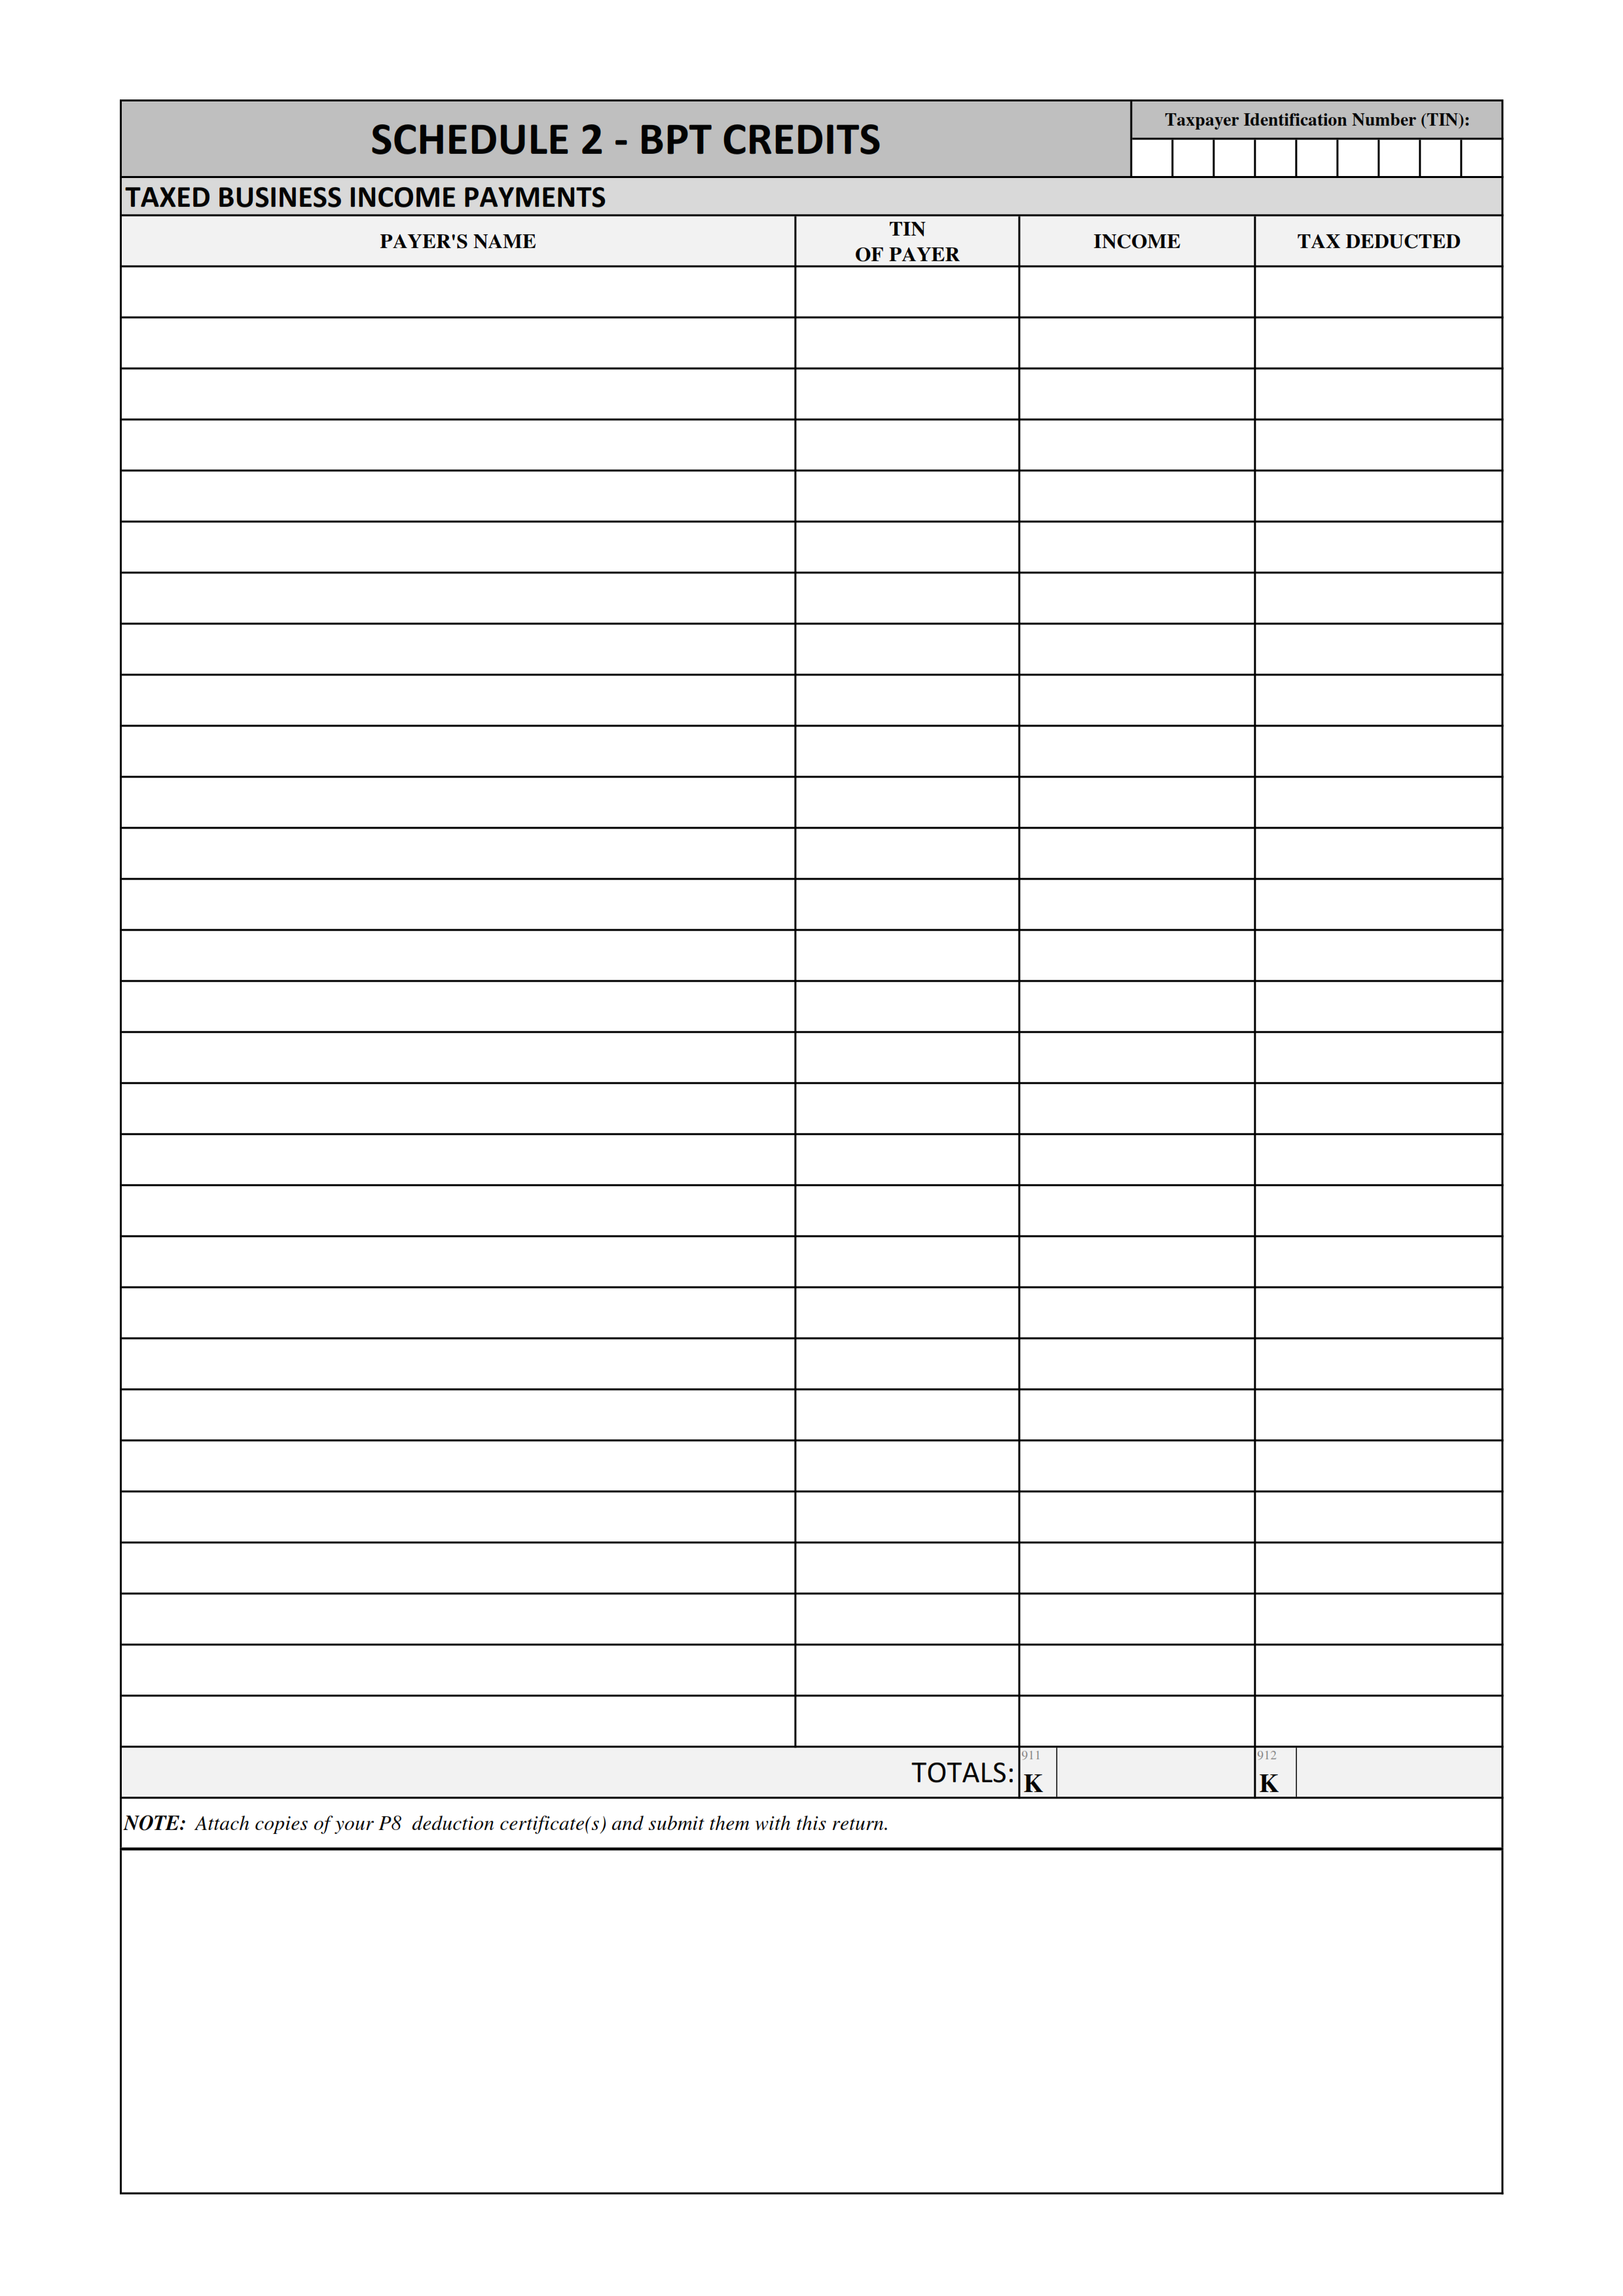 SCHEDULE 2 - BPT CREDITS
Taxpayer Identification Number (TIN):
TAXED BUSINESS INCOME PAYMENTS
PAYER'S NAME
TIN
OF PAYER
INCOME
TAX DEDUCTED
TOTALS:
911
K
912
K
NOTE: Attach copies of your P8 deduction certificate(s) and submit them with this return.